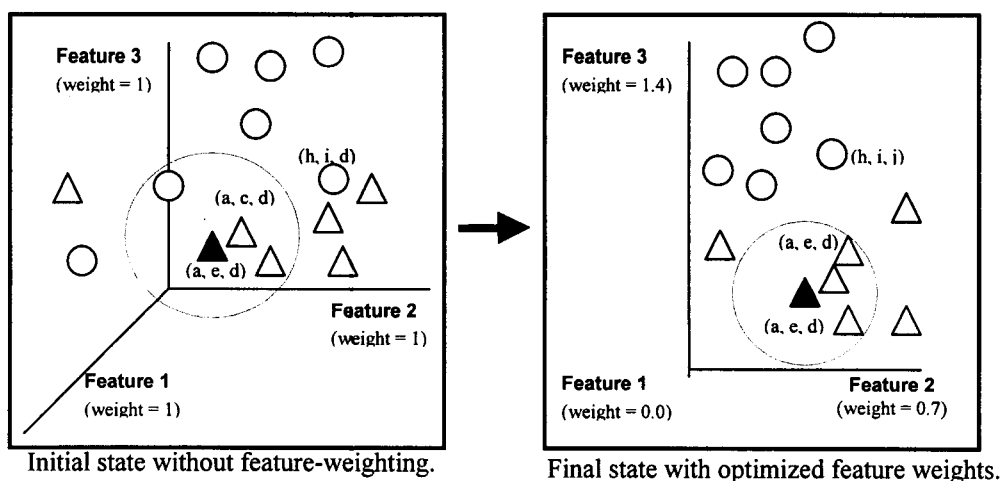 Feature 3
(weight = 1)
(h, i, d)
(a, c, d)
(a, e, d)
Feature 2
(weight = 1)
Feature 1
(weight = 1)
Initial state without feature-weighting.
Feature 3
(weight = 1.4)
(h, i, j)
(a, e, d)
(a, e, d)
Feature 1
(weight = 0.0)
Feature 2
(weight = 0.7)
Final state with optimized feature weights.